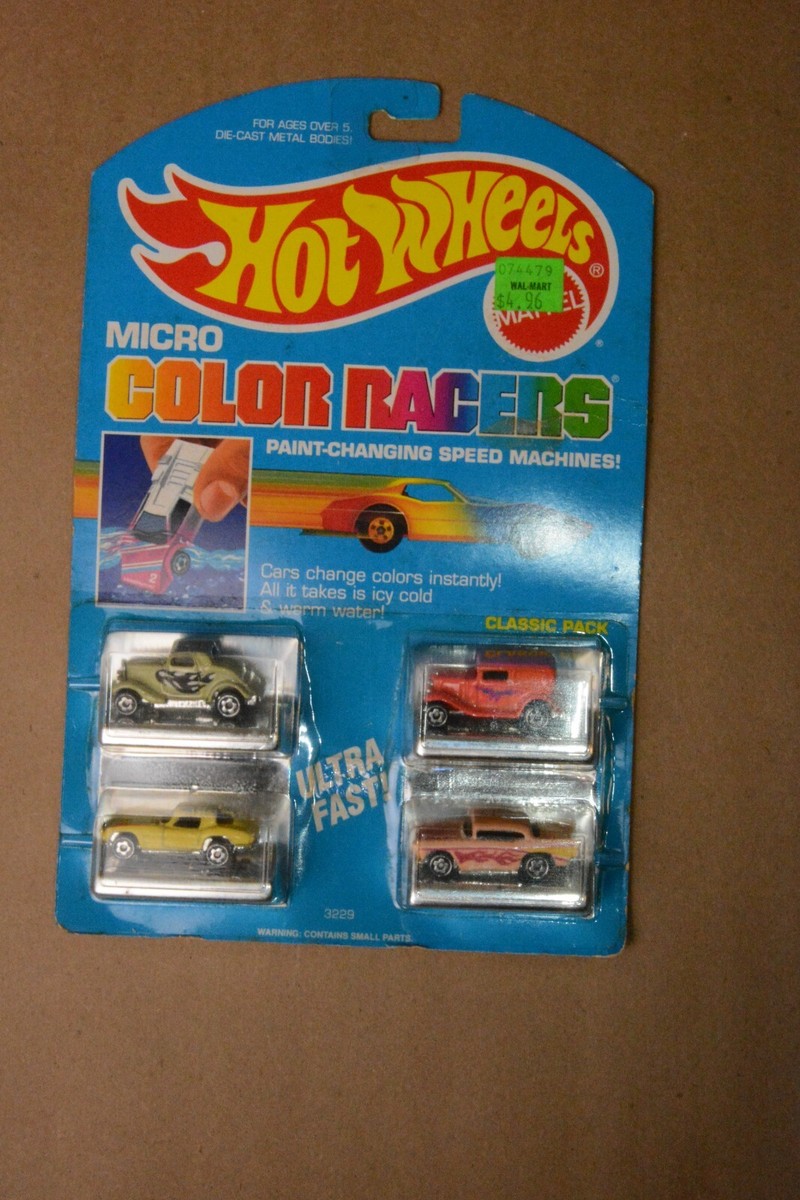 FOR AGES OVER 5.
DIE-CAST METAL BODIES!
HOT WHEELS®
074479
WAL-MART
$4.96
MATTEL
®
MICRO
COLOR RACERS®
PAINT-CHANGING SPEED MACHINES!
2
Cars change colors instantly!
All it takes is icy cold
& warm water!
CLASSIC PACK
ULTRA
FAST!
3229
WARNING: CONTAINS SMALL PARTS.